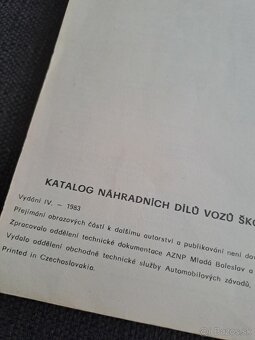 KATALOG NÁHRADNÍCH DÍLŮ VOZŮ ŠKO
Vydání IV. – 1983
Přejímání obrazových částí k dalšímu autorství a publikování není dov
Zpracovalo oddělení technické dokumentace AZNP Mladá Boleslav a
Vydalo oddělení obchodně technické služby Automobilových závodů,
Printed in Czechoslovakia.